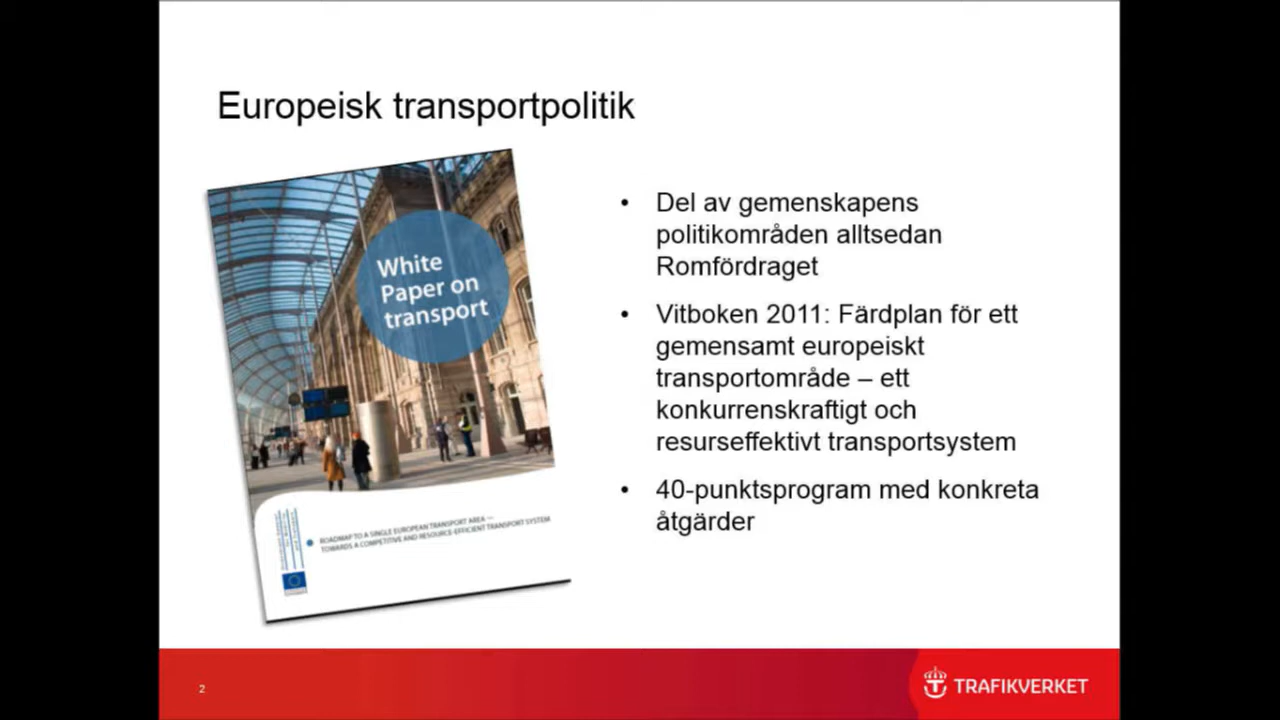 Europeisk transportpolitik
White
Paper on
transport
ROADMAP TO A SINGLE EUROPEAN TRANSPORT AREA —
TOWARDS A COMPETITIVE AND RESOURCE-EFFICIENT TRANSPORT SYSTEM
• Del av gemenskapens
politikområden alltsedan
Romfördraget
• Vitboken 2011: Färdplan för ett
gemensamt europeiskt
transportområde – ett
konkurrenskraftigt och
resurseffektivt transportsystem
• 40-punktsprogram med konkreta
åtgärder
2
TRAFIKVERKET